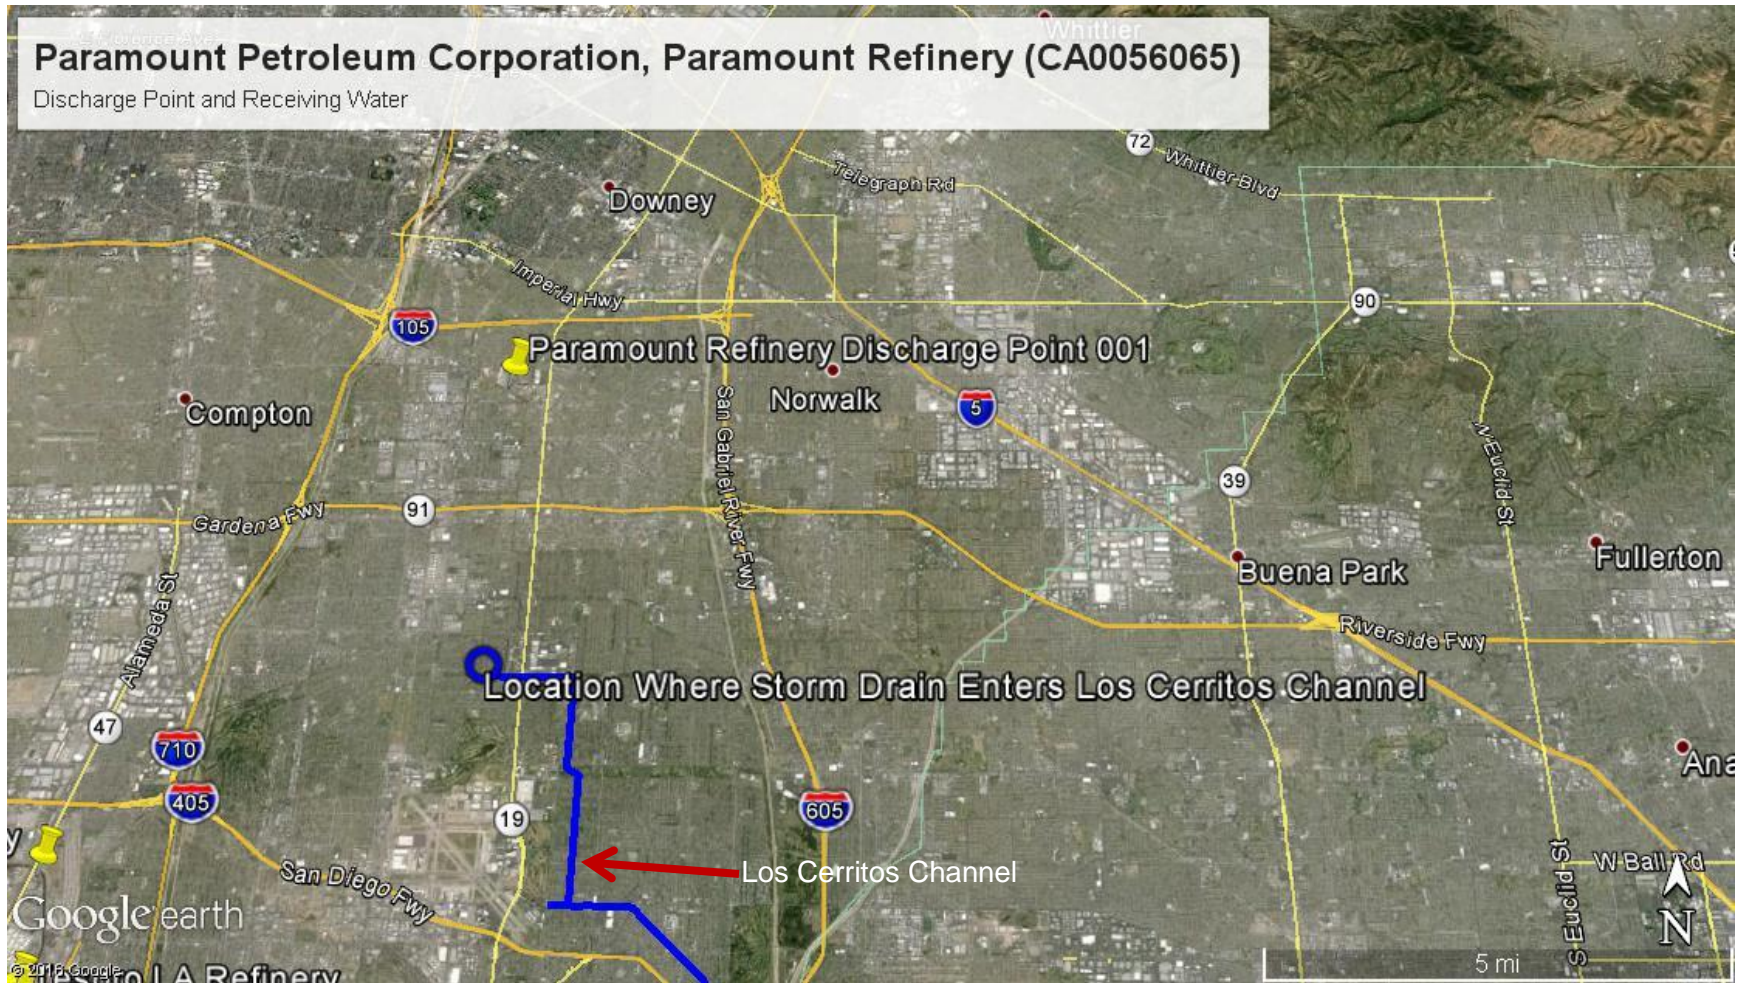 Whittier
Paramount Petroleum Corporation, Paramount Refinery (CA0056065)
Discharge Point and Receiving Water
72
Whittier Blvd
Telegraph Rd
Downey
Imperial Hwy
90
105
Paramount Refinery Discharge Point 001
Norwalk
5
Compton
San Gabriel River Fwy
39
N Euclid St
91
Gardena Fwy
Buena Park
Fullerton
Alameda St
Riverside Fwy
Location Where Storm Drain Enters Los Cerritos Channel
47
710
405
Ana
605
19
Los Cerritos Channel
W Ball Rd
San Diego Fwy
S Euclid St
Google earth
N
5 mi
Google
LA Refinery